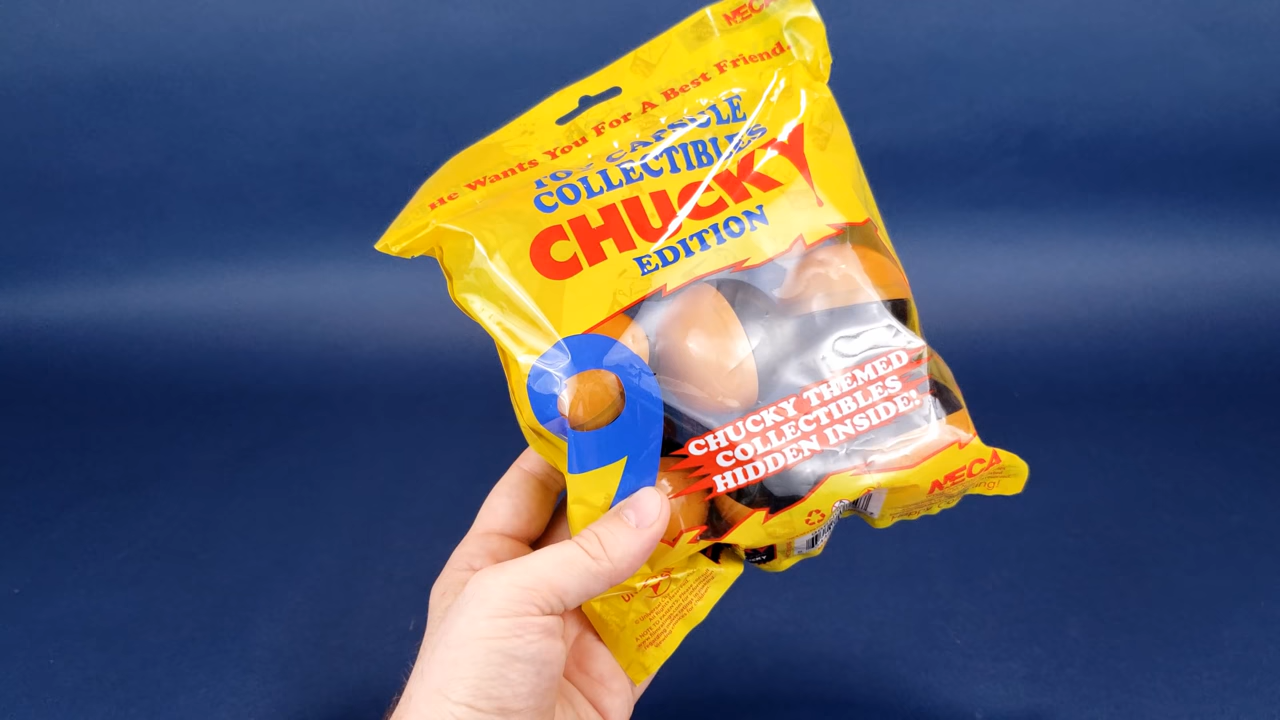 NECA
He Wants You For A Best Friend.
TOY CAPSULE
COLLECTIBLES
CHUCKY
EDITION
9
CHUCKY THEMED
COLLECTIBLES
HIDDEN INSIDE!
NECA